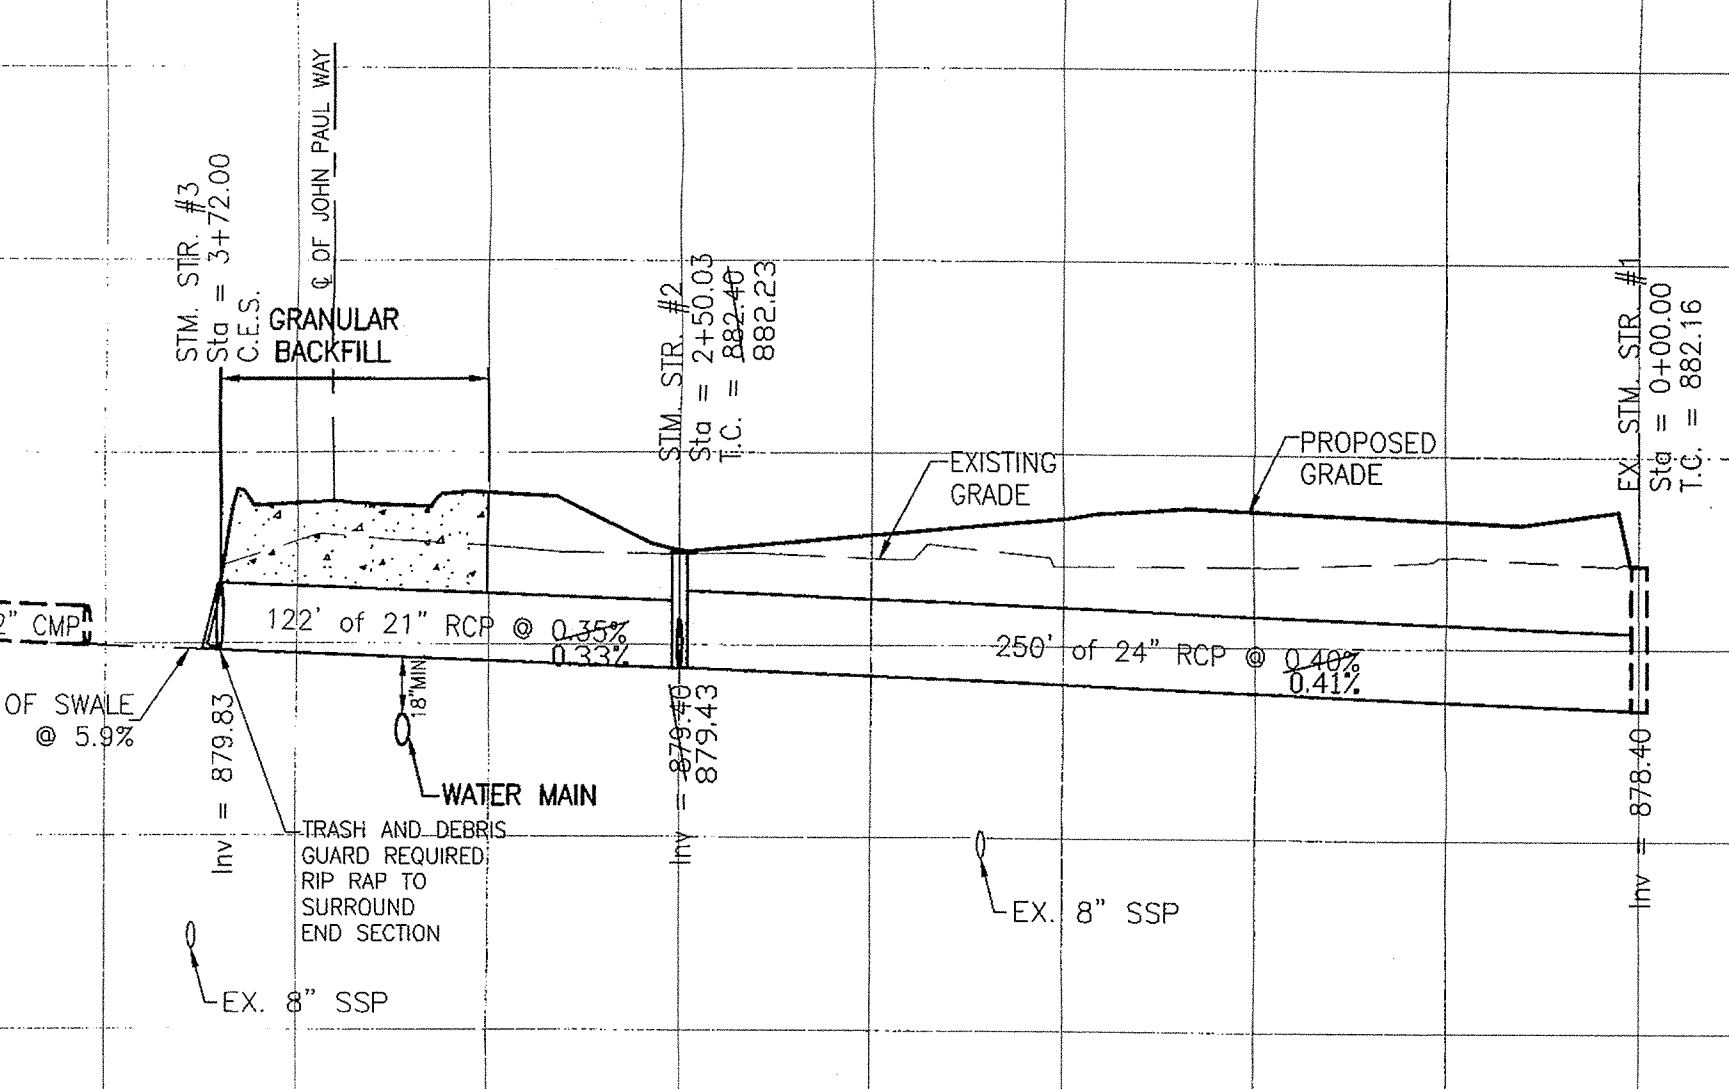 STM. STR. #3
Sta = 3+72.00
C.E.S.
℄ OF JOHN PAUL WAY
GRANULAR
BACKFILL
STM. STR. #2
Sta = 2+50.03
T.C. = 882.40
882.23
EX. STM. STR. #1
Sta = 0+00.00
T.C. = 882.16
EXISTING
GRADE
PROPOSED
GRADE
2" CMP
122' of 21" RCP @ 0.35%
0.33%
250' of 24" RCP @ 0.40%
0.41%
OF SWALE
@ 5.9%
18"MIN
Inv = 879.83
Inv = 879.40
879.43
Inv = 878.40
WATER MAIN
TRASH AND DEBRIS
GUARD REQUIRED
RIP RAP TO
SURROUND
END SECTION
EX. 8" SSP
EX. 8" SSP